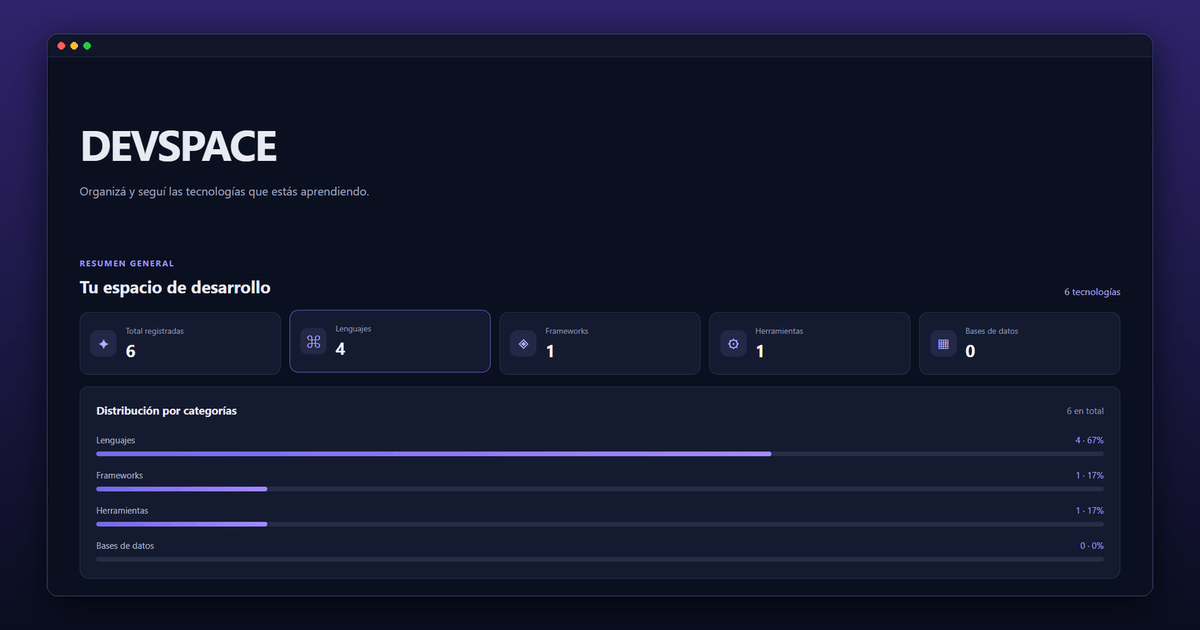 DEVSPACE
Organizá y seguí las tecnologías que estás aprendiendo.
RESUMEN GENERAL
Tu espacio de desarrollo
6 tecnologías
Total registradas
6
Lenguajes
4
Frameworks
1
Herramientas
1
Bases de datos
0
Distribución por categorías
6 en total
Lenguajes
4 · 67%
Frameworks
1 · 17%
Herramientas
1 · 17%
Bases de datos
0 · 0%